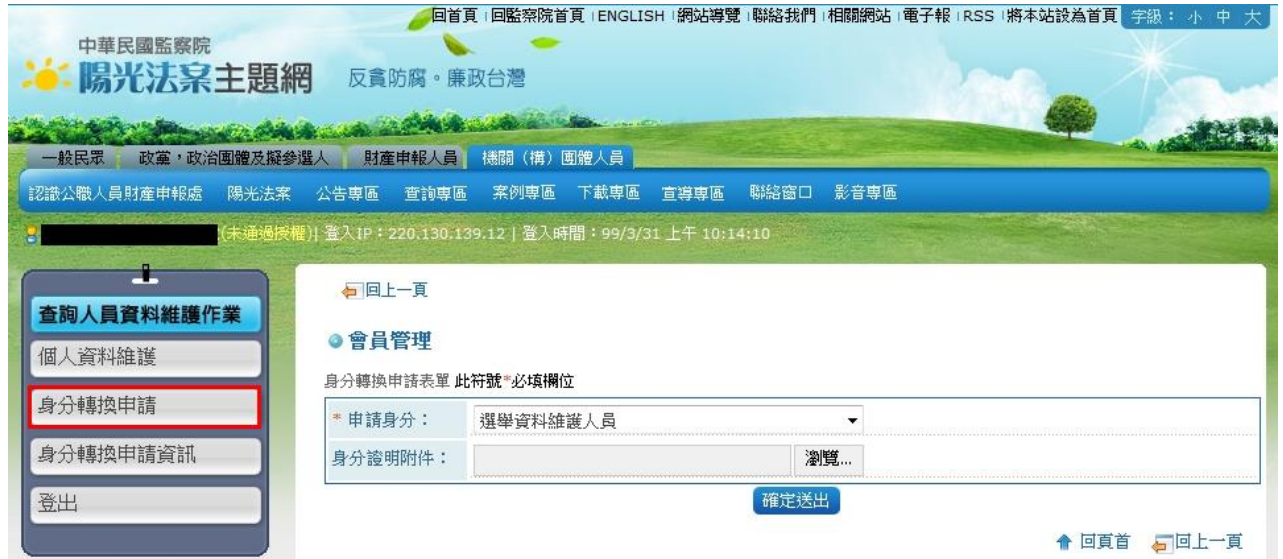 回首頁 | 回監察院首頁 | ENGLISH | 網站導覽 | 聯絡我們 | 相關網站 | 電子報 | RSS | 將本站設為首頁 字級： 小 中 大
中華民國監察院
陽光法案主題網 反貪防腐。廉政台灣
一般民眾 政黨，政治團體及擬參選人 財產申報人員 機關（構）團體人員
認識公職人員財產申報處 陽光法案 公告專區 查詢專區 案例專區 下載專區 宣導專區 聯絡窗口 影音專區
(未通過授權)| 登入IP：220.130.139.12 | 登入時間：99/3/31 上午 10:14:10
查詢人員資料維護作業
個人資料維護
身分轉換申請
身分轉換申請資訊
登出
回上一頁
會員管理
身分轉換申請表單 此符號*必填欄位
* 申請身分： 選舉資料維護人員
身分證明附件： 瀏覽...
確定送出
回頁首 回上一頁